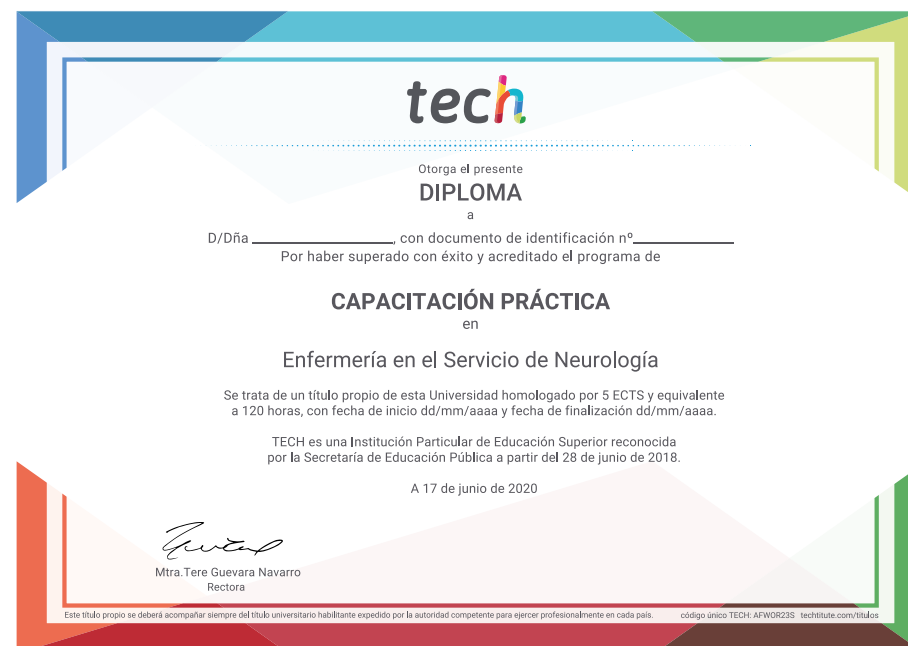 tech
Otorga el presente
DIPLOMA
a
D/Dña ______________, con documento de identificación nº__________
Por haber superado con éxito y acreditado el programa de
CAPACITACIÓN PRÁCTICA
en
Enfermería en el Servicio de Neurología
Se trata de un título propio de esta Universidad homologado por 5 ECTS y equivalente
a 120 horas, con fecha de inicio dd/mm/aaaa y fecha de finalización dd/mm/aaaa.
TECH es una Institución Particular de Educación Superior reconocida
por la Secretaría de Educación Pública a partir del 28 de junio de 2018.
A 17 de junio de 2020
Mtra.Tere Guevara Navarro
Rectora
Este título propio se deberá acompañar siempre del título universitario habilitante expedido por la autoridad competente para ejercer profesionalmente en cada país. código único TECH: AFWOR23S techtitute.com/titulos